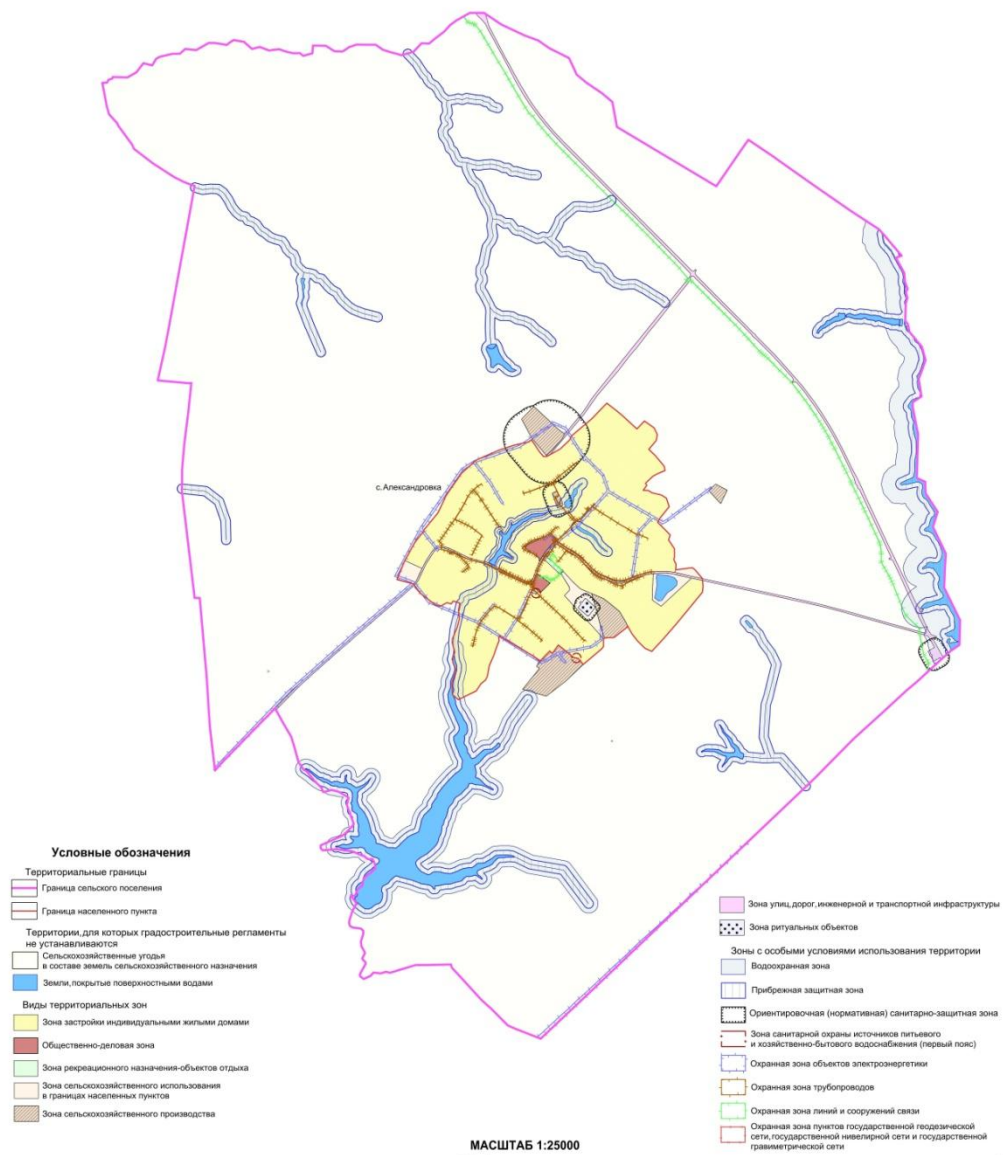 с.Александровка
Условные обозначения
Территориальные границы
Граница сельского поселения
Граница населенного пункта
Территории,для которых градостроительные регламенты
не устанавливаются
Сельскохозяйственные угодья
в составе земель сельскохозяйственного назначения
Земли,покрытые поверхностными водами
Виды территориальных зон
Зона застройки индивидуальными жилыми домами
Общественно-деловая зона
Зона рекреационного назначения-объектов отдыха
Зона сельскохозяйственного использования
в границах населенных пунктов
Зона сельскохозяйственного производства
Зона улиц,дорог,инженерной и транспортной инфраструктуры
Зона ритуальных объектов
Зоны с особыми условиями использования территории
Водоохранная зона
Прибрежная защитная зона
Ориентировочная (нормативная) санитарно-защитная зона
Зона санитарной охраны источников питьевого
и хозяйственно-бытового водоснабжения (первый пояс)
Охранная зона объектов электроэнергетики
Охранная зона трубопроводов
Охранная зона линий и сооружений связи
Охранная зона пунктов государственной геодезической
сети,государственной нивелирной сети и государственной
гравиметрической сети
МАСШТАБ 1:25000